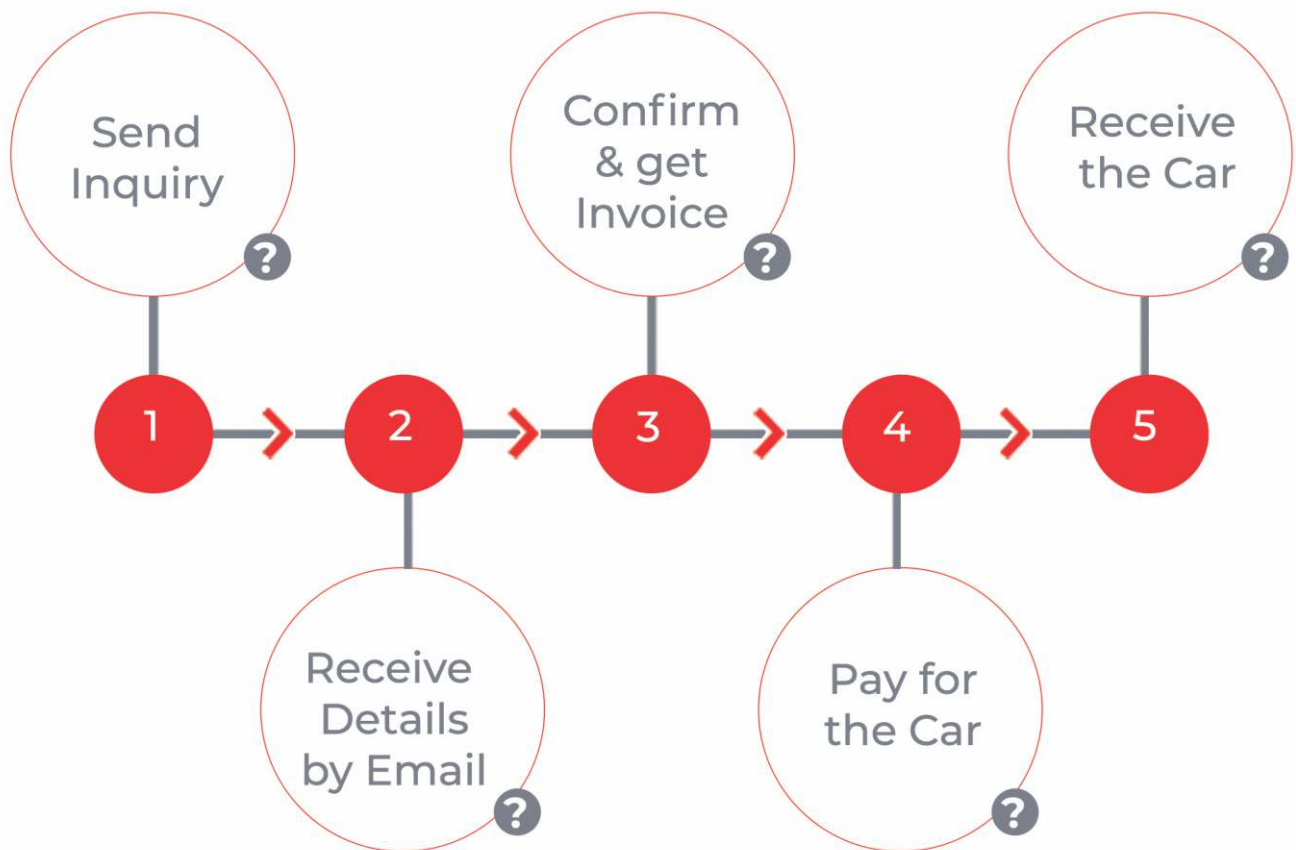 Send
Inquiry
?
Confirm
& get
Invoice
?
Receive
the Car
?
1
2
3
4
5
Receive
Details
by Email
?
Pay for
the Car
?